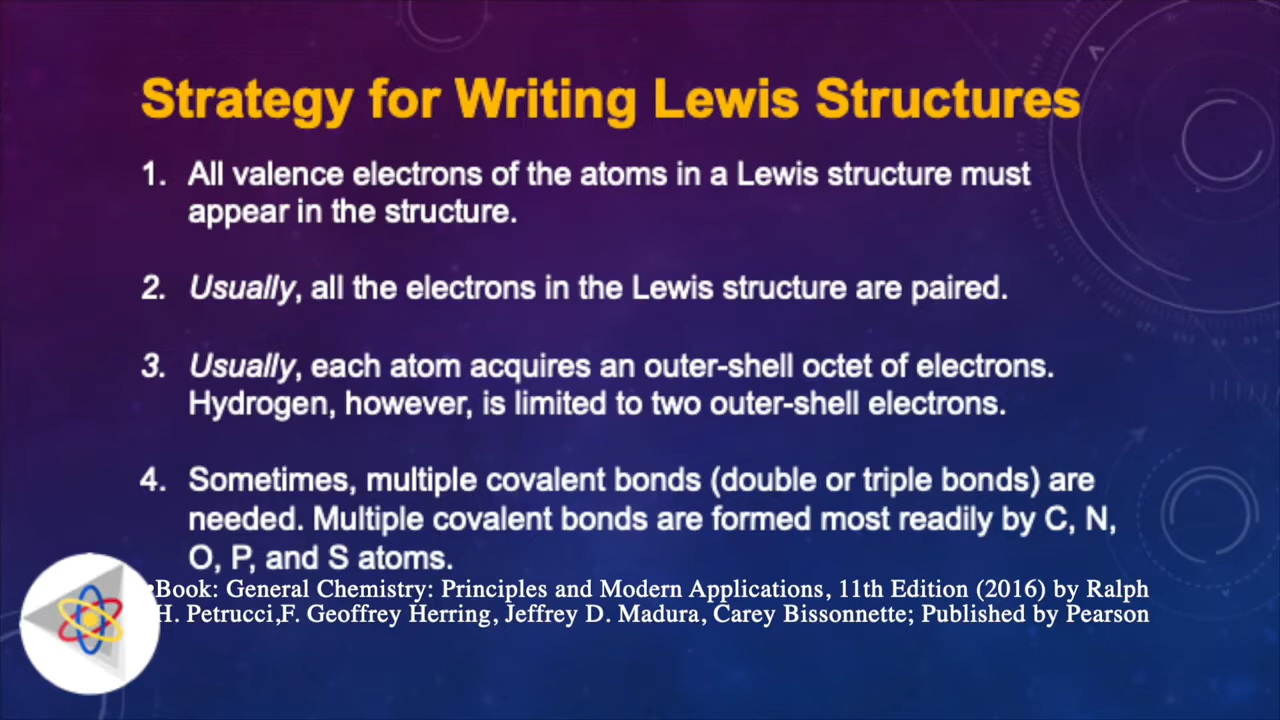 Strategy for Writing Lewis Structures
1. All valence electrons of the atoms in a Lewis structure must
appear in the structure.
2. Usually, all the electrons in the Lewis structure are paired.
3. Usually, each atom acquires an outer-shell octet of electrons.
Hydrogen, however, is limited to two outer-shell electrons.
4. Sometimes, multiple covalent bonds (double or triple bonds) are
needed. Multiple covalent bonds are formed most readily by C, N,
O, P, and S atoms.
eBook: General Chemistry: Principles and Modern Applications, 11th Edition (2016) by Ralph
H. Petrucci,F. Geoffrey Herring, Jeffrey D. Madura, Carey Bissonnette; Published by Pearson